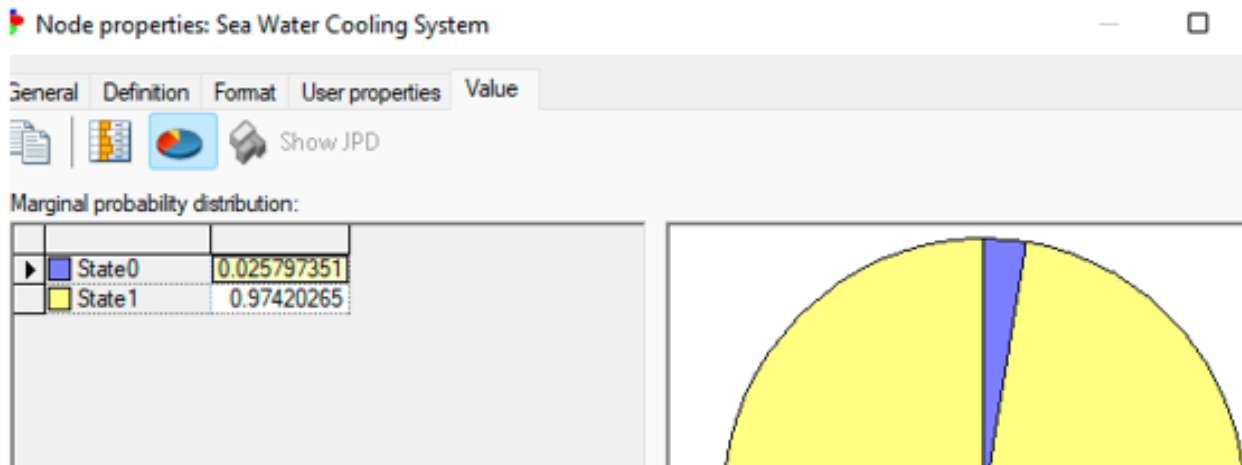 Node properties: Sea Water Cooling System
General Definition Format User properties Value
Show JPD
Marginal probability distribution:
State0 0.025797351
State1 0.97420265